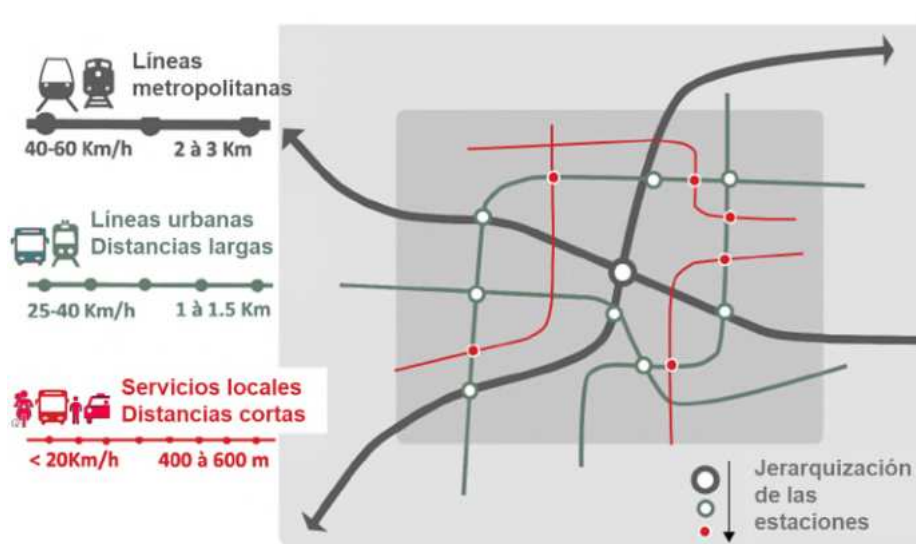 Líneas
metropolitanas
40-60 Km/h 2 à 3 Km
Líneas urbanas
Distancias largas
25-40 Km/h 1 à 1.5 Km
Servicios locales
Distancias cortas
< 20Km/h 400 à 600 m
Jerarquización
de las
estaciones